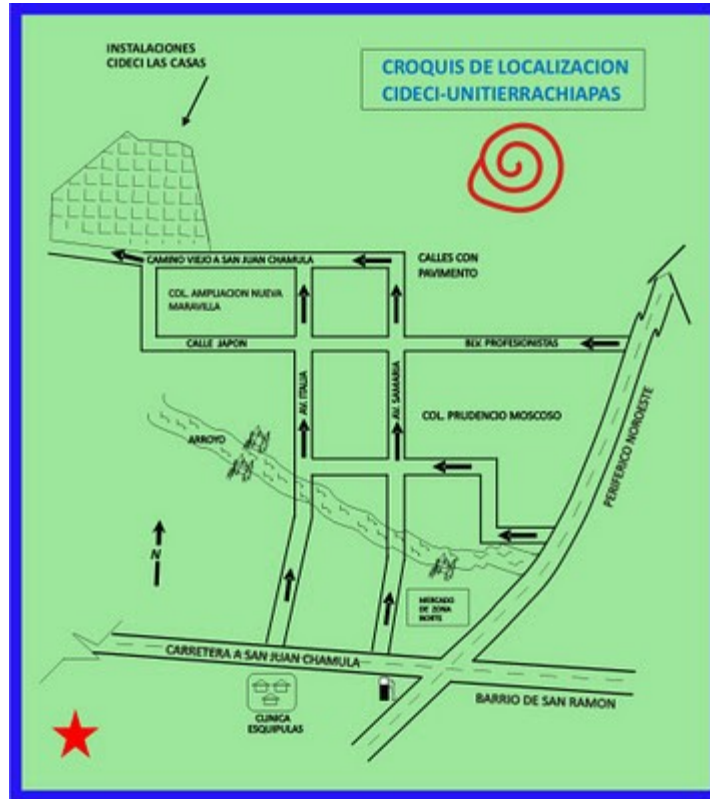 INSTALACIONES
CIDECI LAS CASAS
CROQUIS DE LOCALIZACION
CIDECI-UNITIERRACHIAPAS
CAMINO VIEJO A SAN JUAN CHAMULA
CALLES CON
PAVIMENTO
COL. AMPLIACION NUEVA
MARAVILLA
CALLE JAPON
BLV. PROFESIONISTAS
AV. ITALIA
AV. SAMARIA
COL. PRUDENCIO MOSCOSO
PERIFERICO NOROESTE
ARROYO
N
MERCADO
DE ZONA
NORTE
CARRETERA A SAN JUAN CHAMULA
BARRIO DE SAN RAMON
CLINICA
ESQUIPULAS